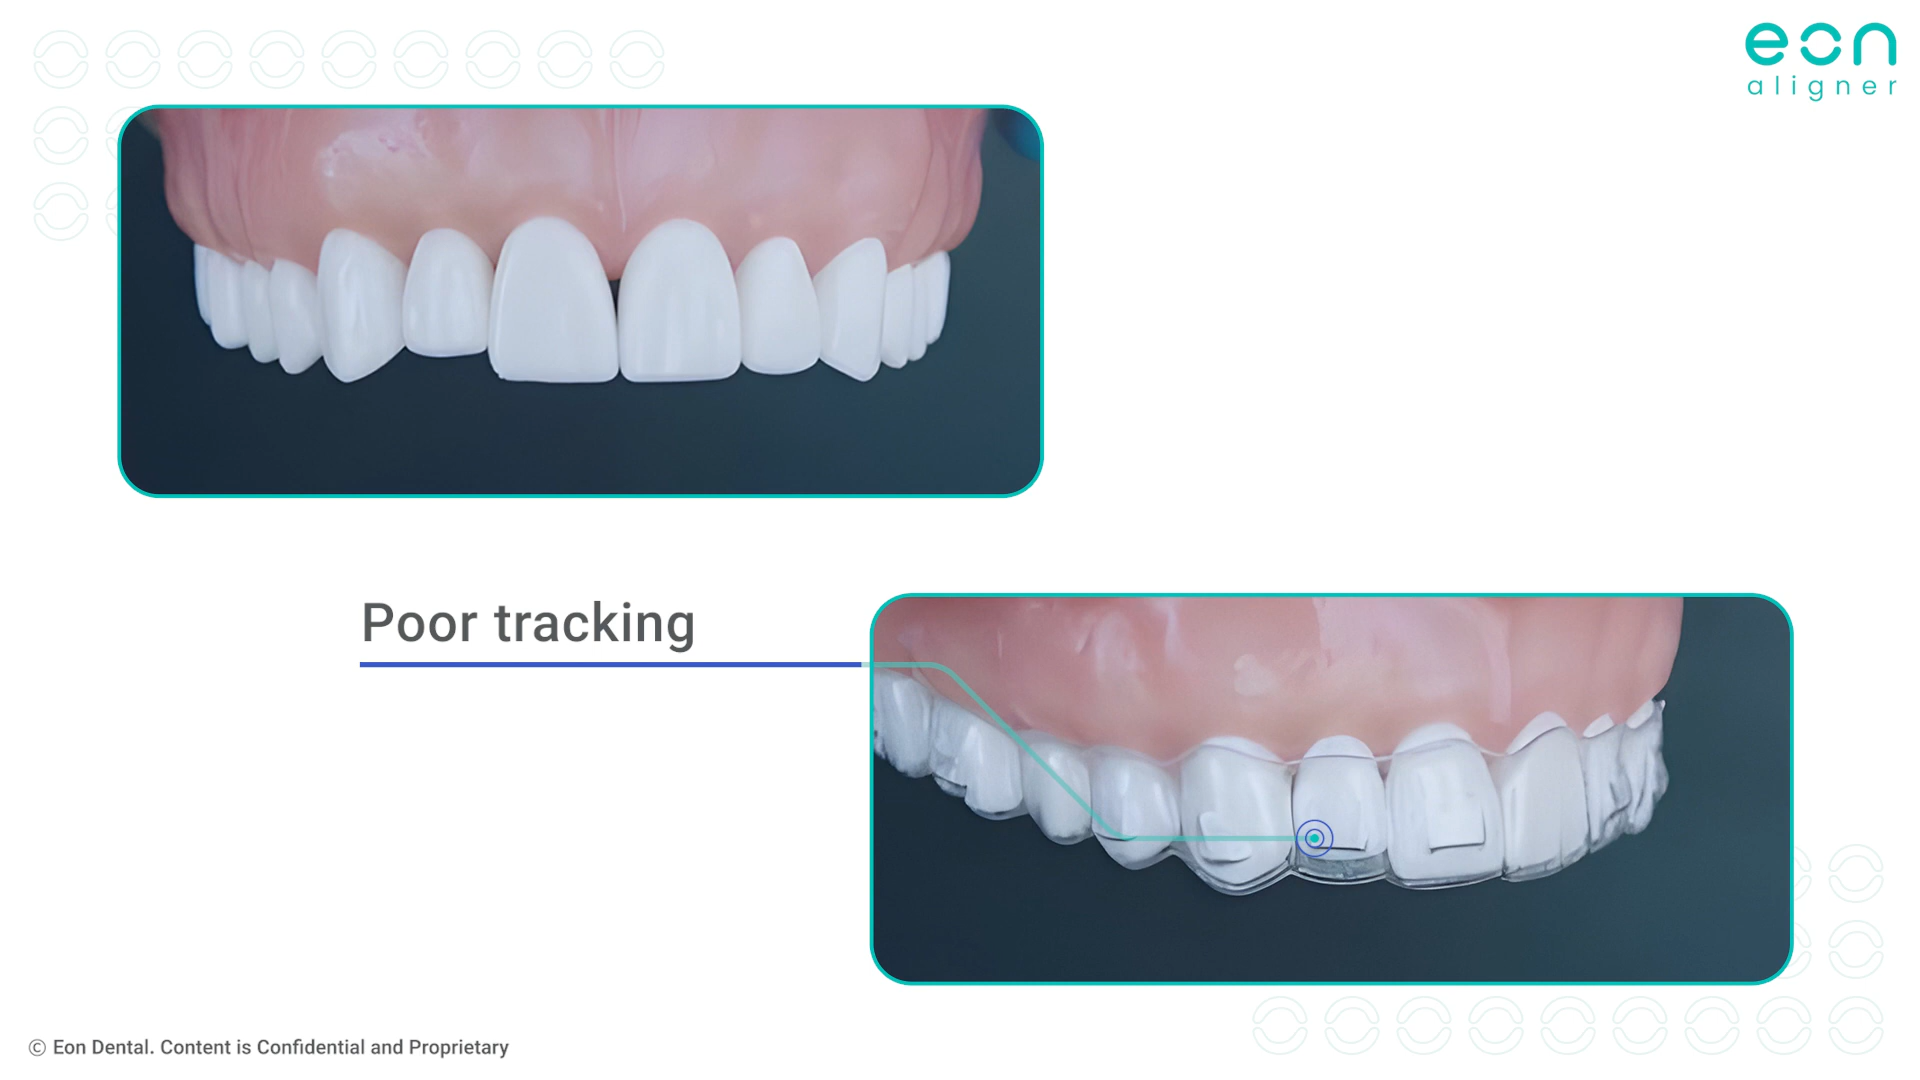 eon
aligner
Poor tracking
© Eon Dental. Content is Confidential and Proprietary